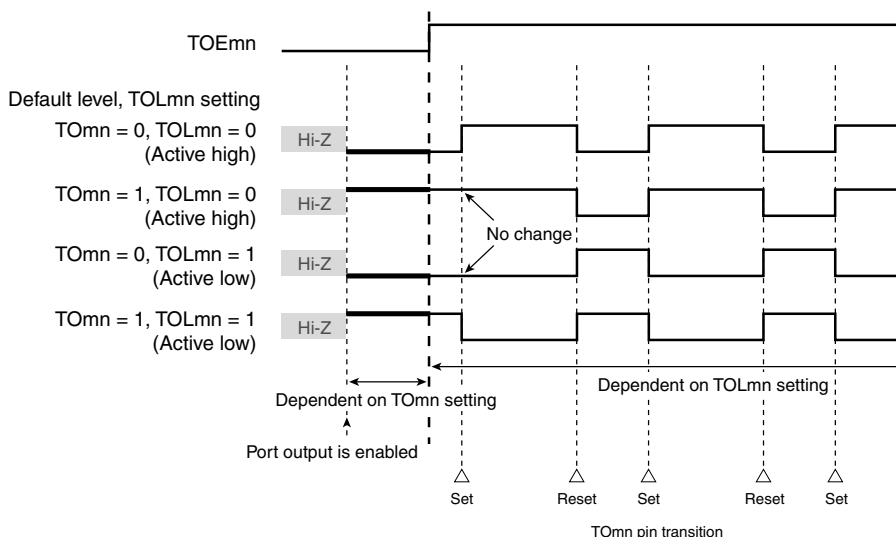 TOEmn
Default level, TOLmn setting
TOmn = 0, TOLmn = 0
(Active high)
Hi-Z
TOmn = 1, TOLmn = 0
(Active high)
Hi-Z
No change
TOmn = 0, TOLmn = 1
(Active low)
Hi-Z
TOmn = 1, TOLmn = 1
(Active low)
Hi-Z
Dependent on TOmn setting
Dependent on TOLmn setting
Port output is enabled
Set
Reset
Set
Reset
Set
TOmn pin transition